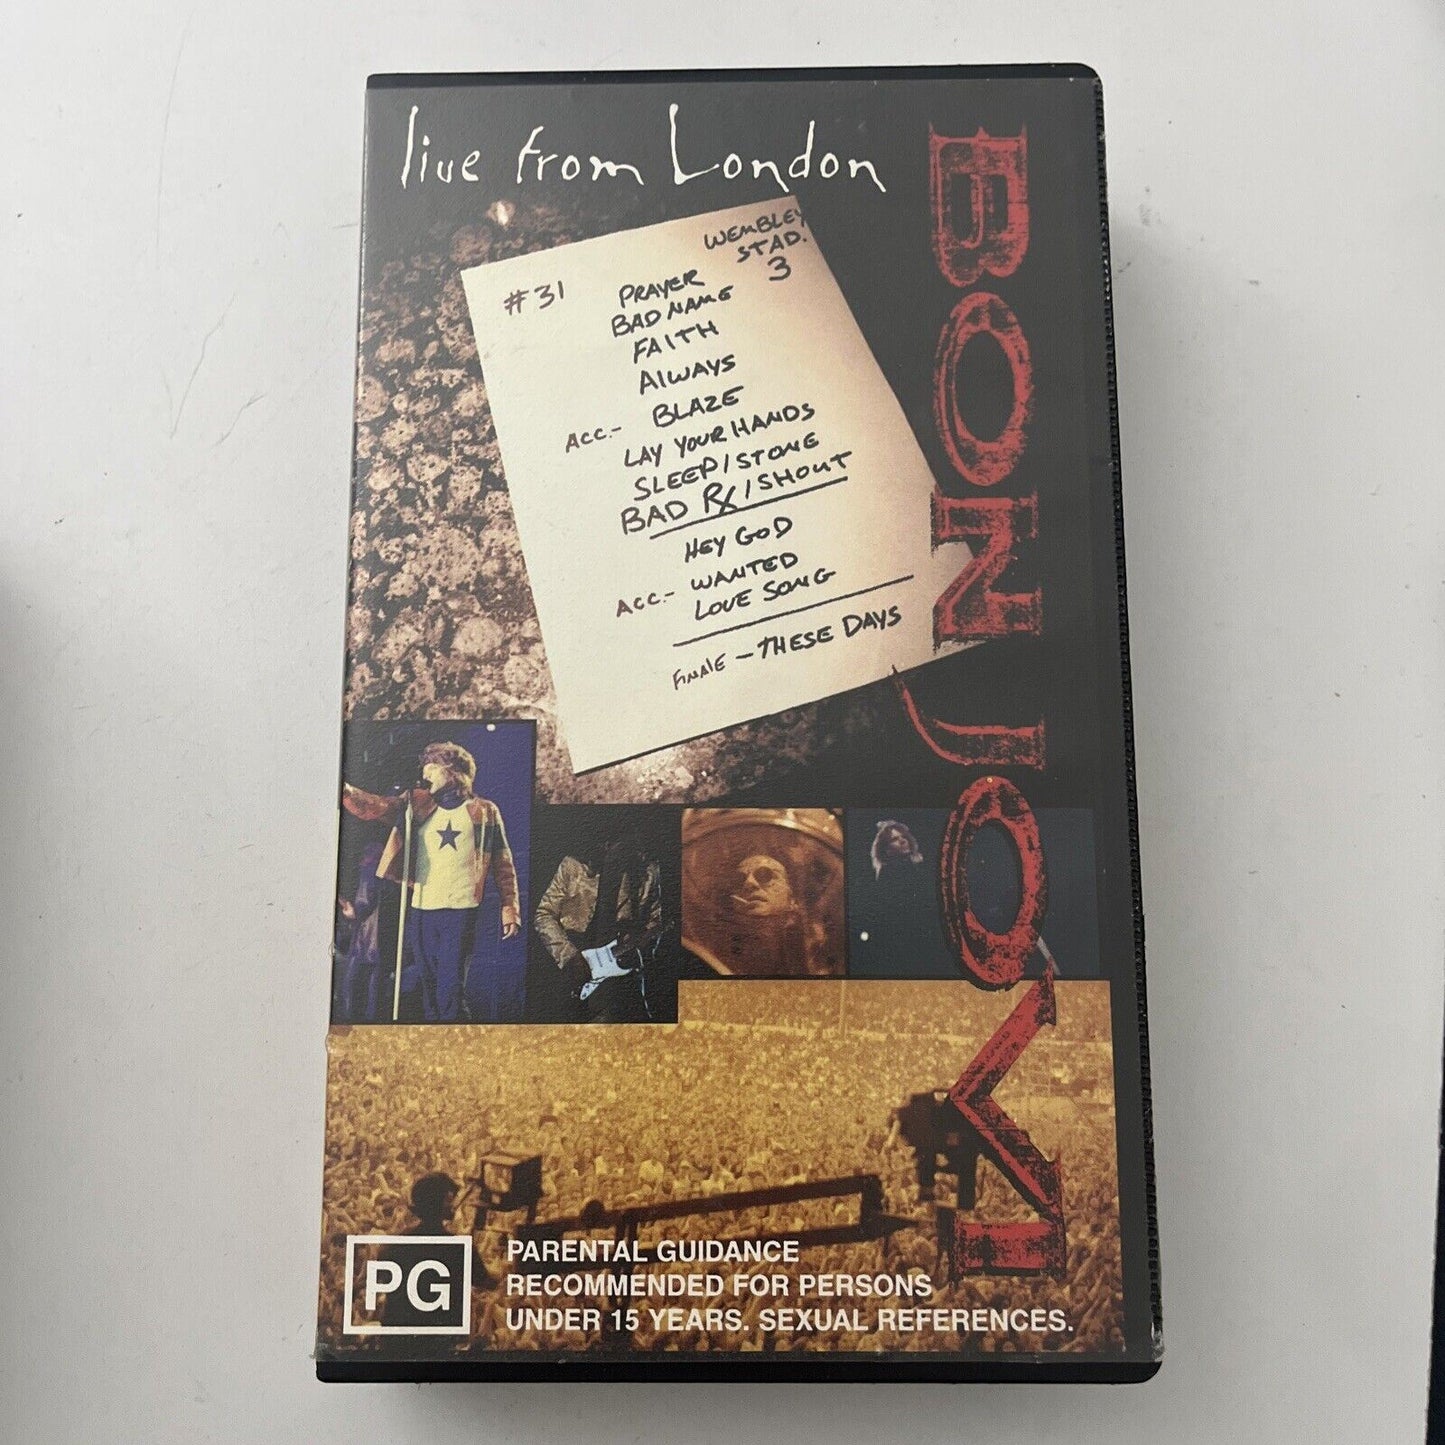 live from London
BON JOVI
WEMBLEY
STAD.
3
#31
PRAYER
BAD NAME
FAITH
AlWAYS
ACC.- BLAZE
LAY YOUR HANDS
SLEEP/STONE
BAD Rx/SHOUT
HEY GOD
ACC.- WANTED
LOVE SONG
FINAlE - THESE DAYS
PG
PARENTAL GUIDANCE
RECOMMENDED FOR PERSONS
UNDER 15 YEARS. SEXUAL REFERENCES.